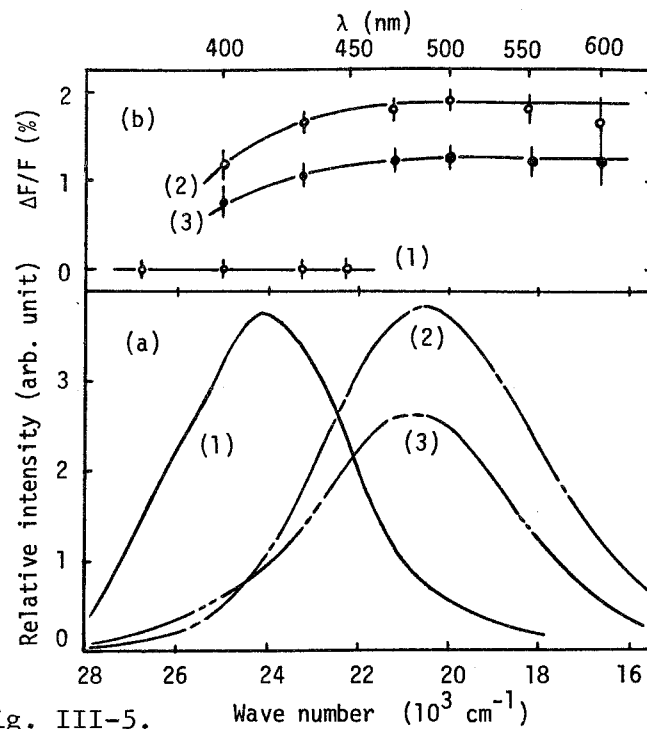 λ (nm)
400 450 500 550 600
ΔF/F (%)
2
1
0
(b)
(2)
(3)
(1)
Relative intensity (arb. unit)
3
2
1
0
(a)
(1)
(2)
(3)
28 26 24 22 20 18 16
Wave number (10³ cm⁻¹)
g. III-5.